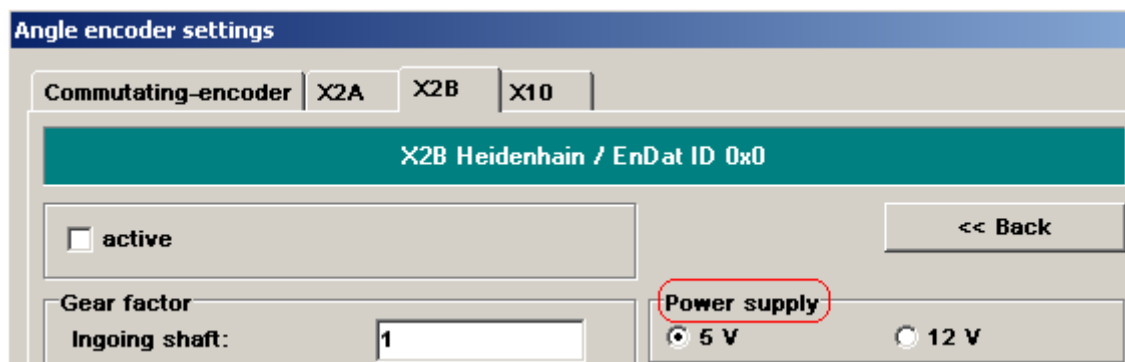 Angle encoder settings
Commutating-encoder X2A X2B X10
X2B Heidenhain / EnDat ID 0x0
active
<< Back
Gear factor
Power supply
Ingoing shaft: 1
5 V 12 V